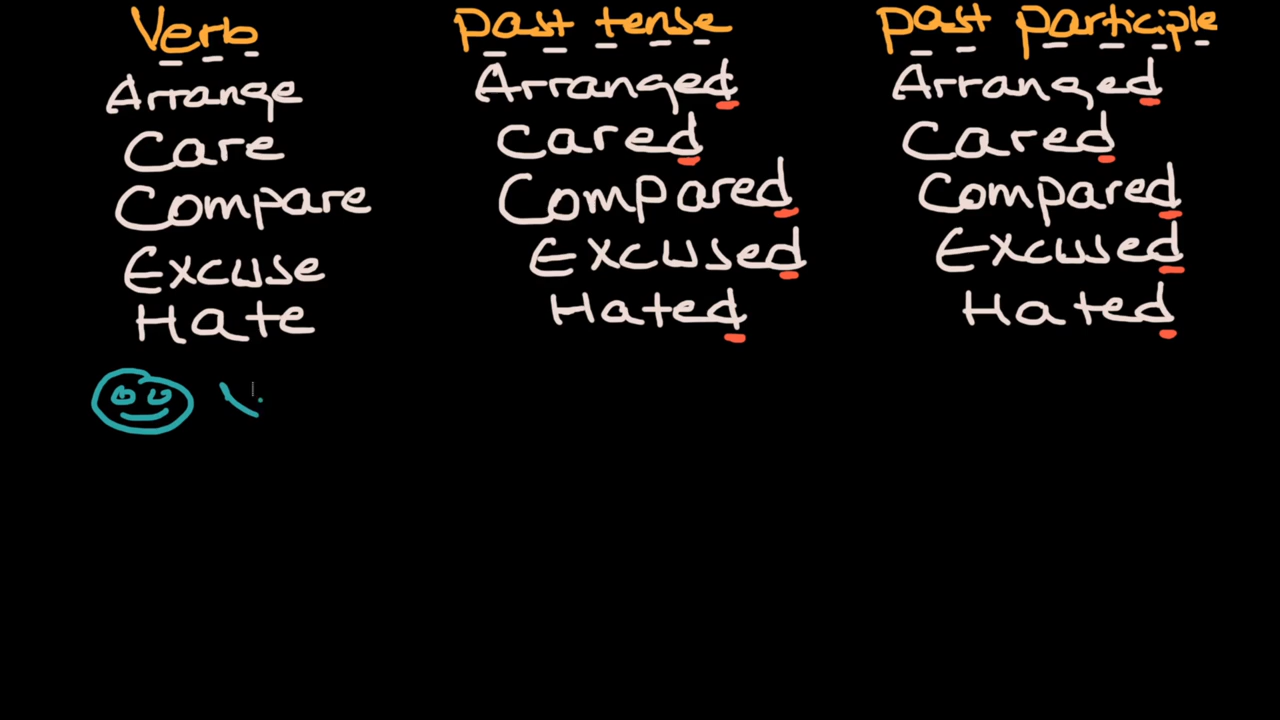 Verb past tense past participle
Arrange Arranged Arranged
Care Cared Cared
Compare Compared Compared
Excuse Excused Excused
Hate Hated Hated